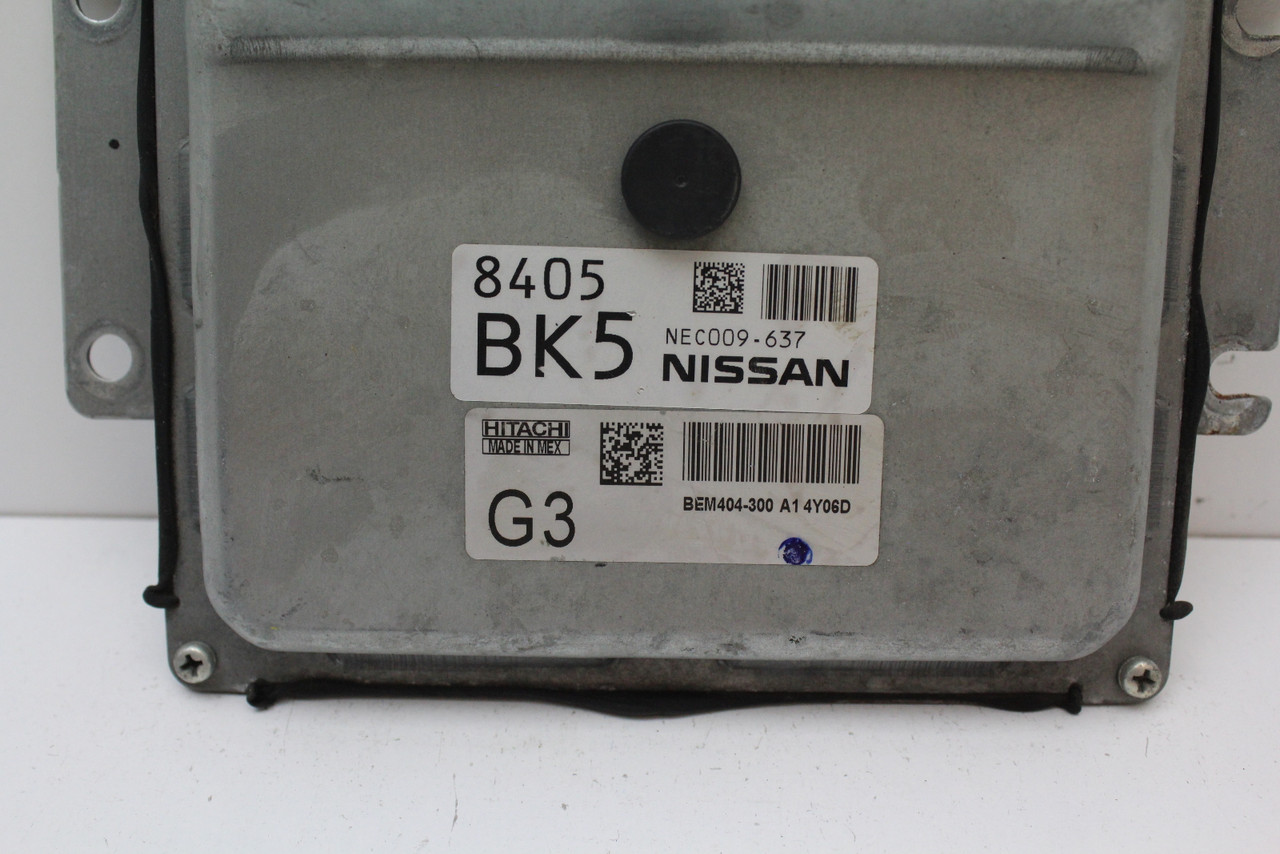 8405
BK5
NEC009-637
NISSAN
HITACHI
MADE IN MEX
G3
BEM404-300 A1 4Y06D